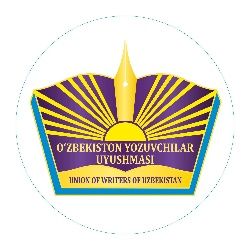 O‘ZBEKISTON YOZUVCHILAR
UYUSHMASI
UNION OF WRITERS OF UZBEKISTAN